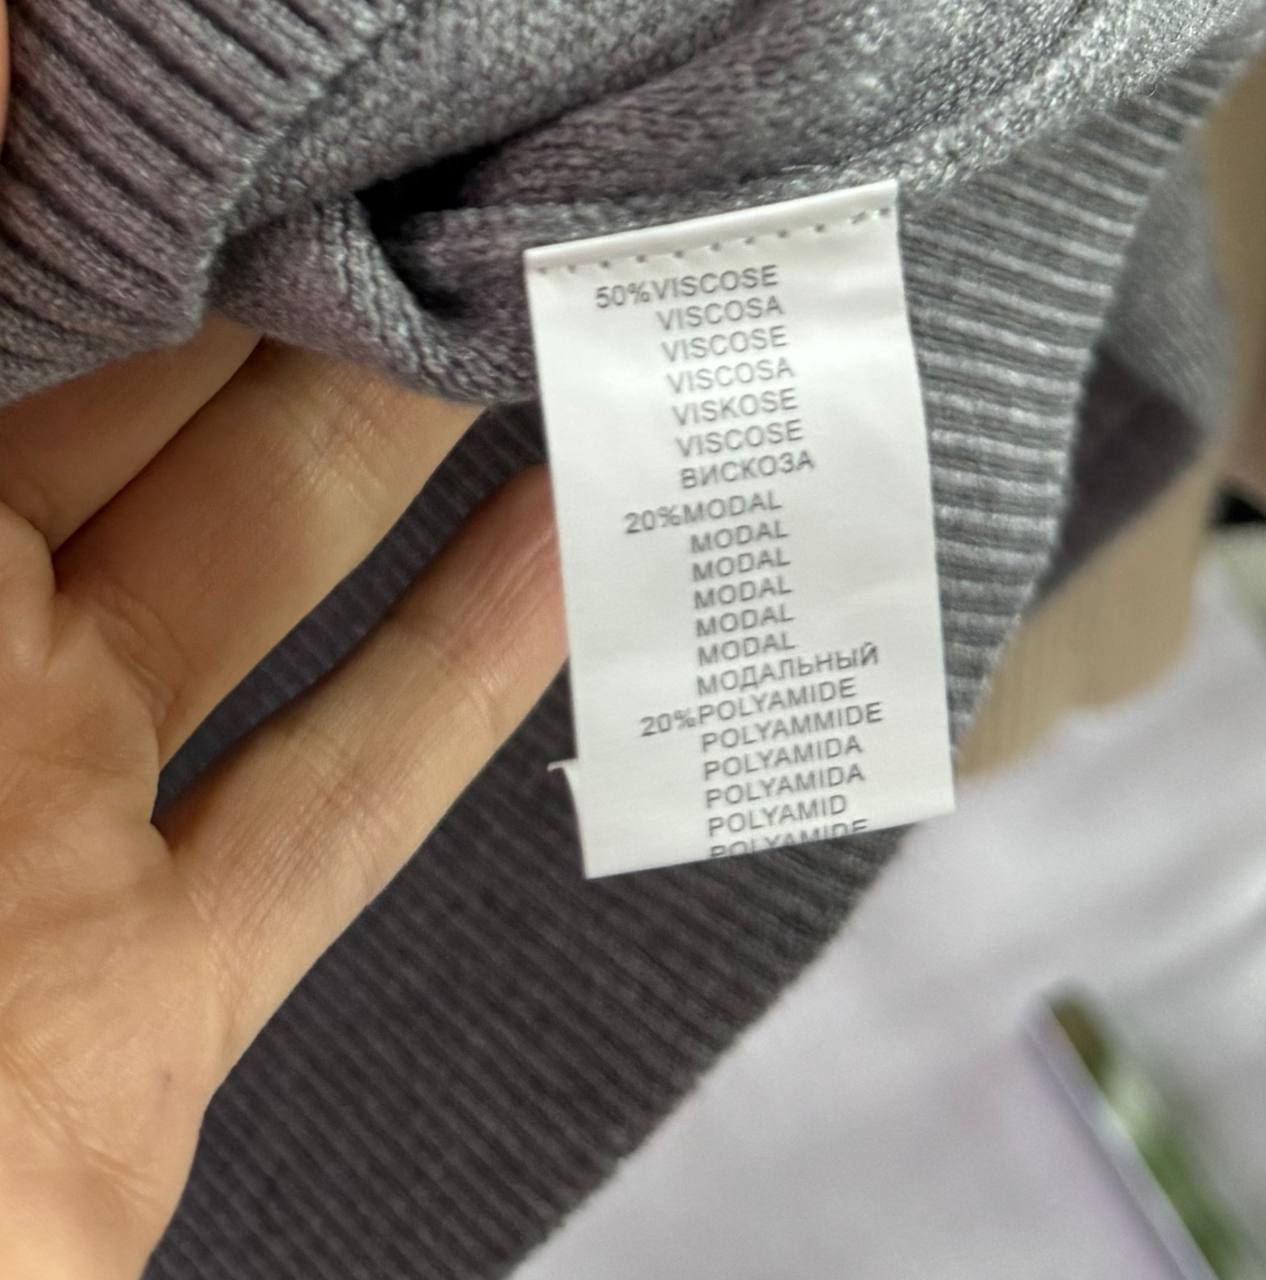 50%VISCOSE
VISCOSA
VISCOSE
VISCOSA
VISKOSE
VISCOSE
ВИСКОЗА
20%MODAL
MODAL
MODAL
MODAL
MODAL
MODAL
МОДАЛЬНЫЙ
20%POLYAMIDE
POLYAMMIDE
POLYAMIDA
POLYAMIDA
POLYAMID
POLYAMIDE